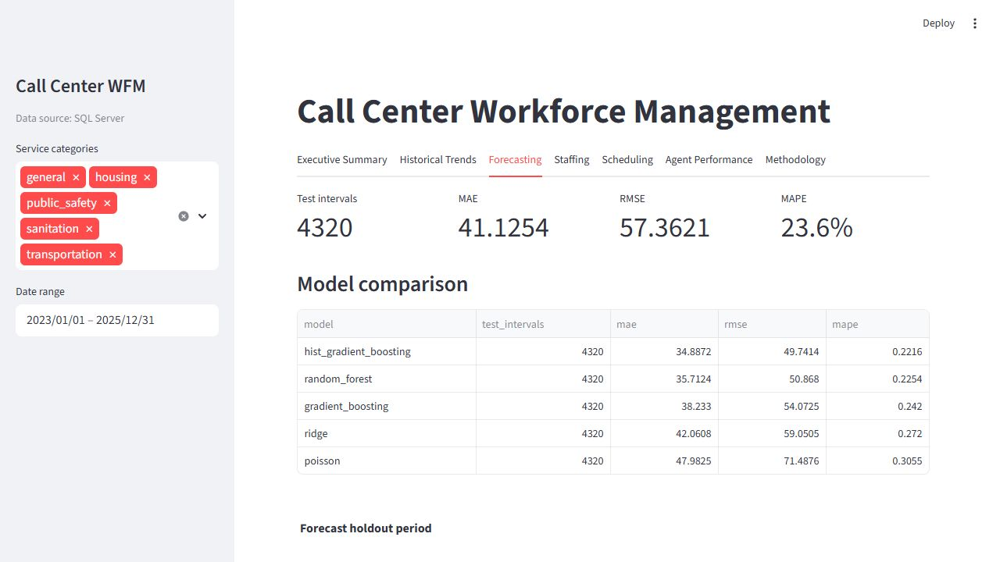 Deploy
Call Center WFM
Data source: SQL Server
Service categories
general × housing ×
public_safety ×
sanitation ×
transportation ×
Date range
2023/01/01 – 2025/12/31
Call Center Workforce Management
Executive Summary Historical Trends Forecasting Staffing Scheduling Agent Performance Methodology
Test intervals MAE RMSE MAPE
4320 41.1254 57.3621 23.6%
Model comparison
model test_intervals mae rmse mape
hist_gradient_boosting 4320 34.8872 49.7414 0.2216
random_forest 4320 35.7124 50.868 0.2254
gradient_boosting 4320 38.233 54.0725 0.242
ridge 4320 42.0608 59.0505 0.272
poisson 4320 47.9825 71.4876 0.3055
Forecast holdout period